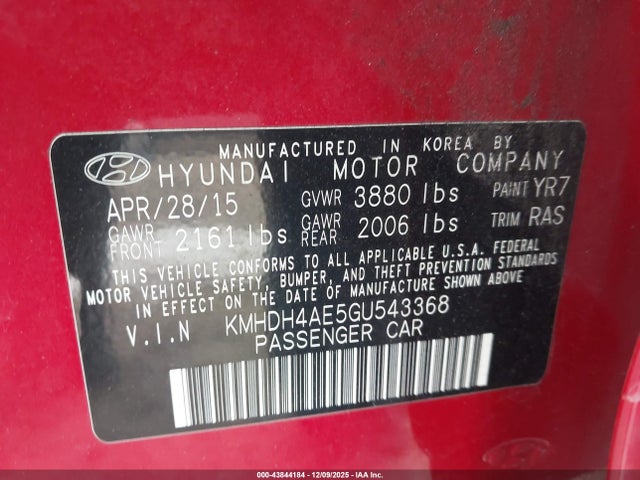 MANUFACTURED IN KOREA BY
HYUNDAI MOTOR COMPANY
APR/28/15 GVWR 3880 lbs PAINT YR7
GAWR FRONT 2161 lbs GAWR REAR 2006 lbs TRIM RAS
THIS VEHICLE CONFORMS TO ALL APPLICABLE U.S.A. FEDERAL
MOTOR VEHICLE SAFETY, BUMPER, AND THEFT PREVENTION STANDARDS
IN EFFECT ON THE DATE OF MANUFACTURE SHOWN ABOVE.
V.I.N KMHDH4AE5GU543368
PASSENGER CAR
000-43844184 - 12/09/2025 - IAA Inc.